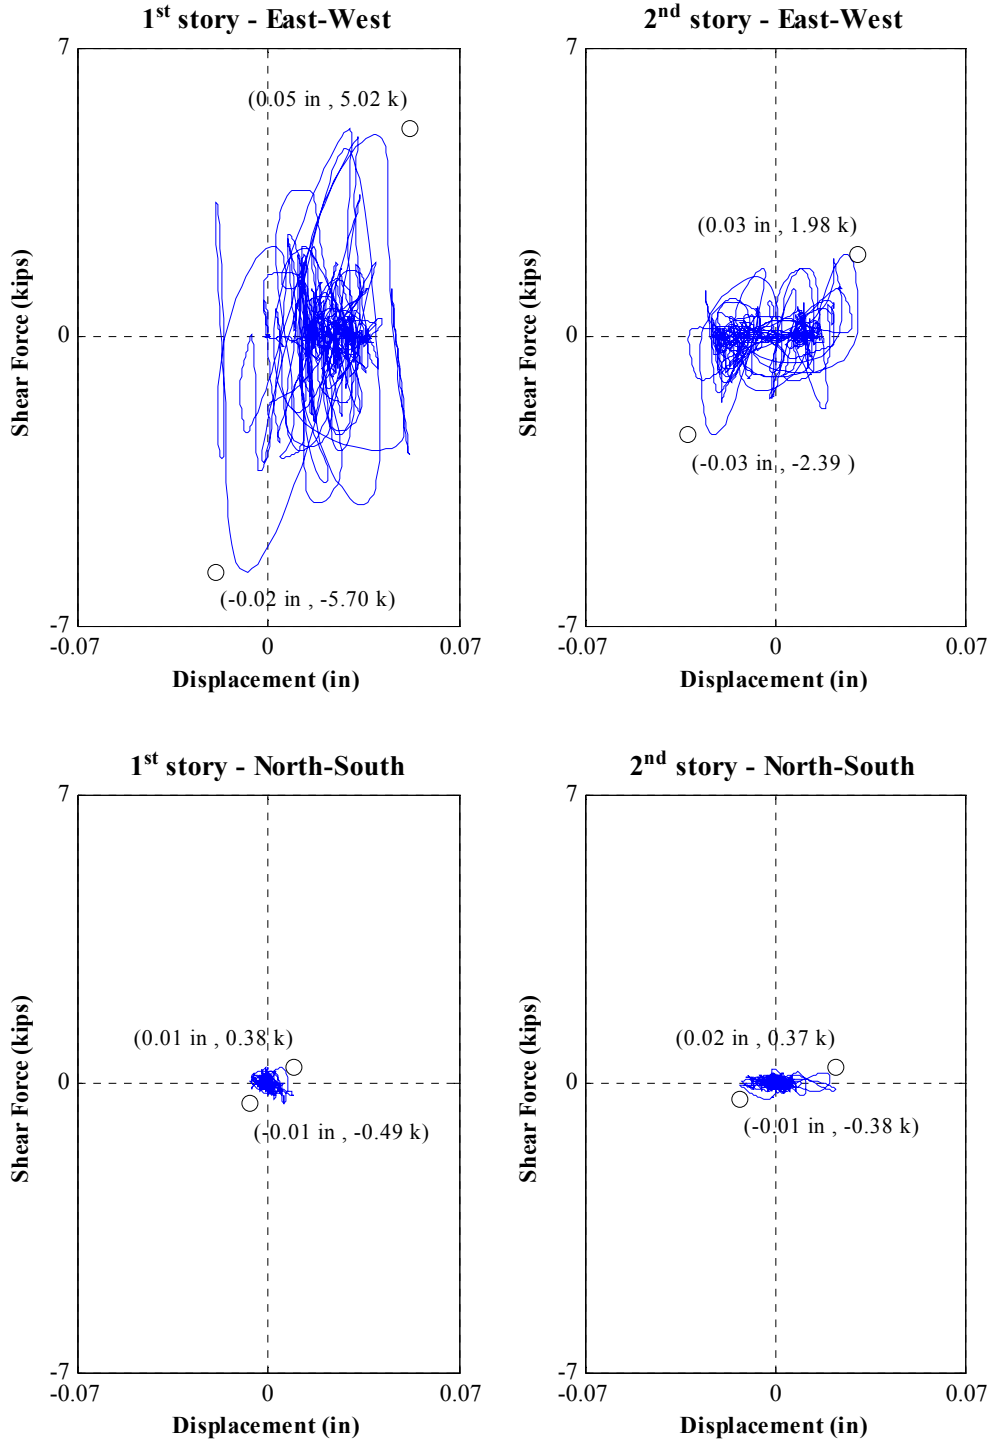 1st story - East-West
7
(0.05 in , 5.02 k)
0
Shear Force (kips)
(-0.02 in , -5.70 k)
-7
-0.07
0
0.07
Displacement (in)
2nd story - East-West
7
(0.03 in , 1.98 k)
0
Shear Force (kips)
(-0.03 in , -2.39 )
-7
-0.07
0
0.07
Displacement (in)
1st story - North-South
7
(0.01 in , 0.38 k)
0
Shear Force (kips)
(-0.01 in , -0.49 k)
-7
-0.07
0
0.07
Displacement (in)
2nd story - North-South
7
(0.02 in , 0.37 k)
0
Shear Force (kips)
(-0.01 in , -0.38 k)
-7
-0.07
0
0.07
Displacement (in)